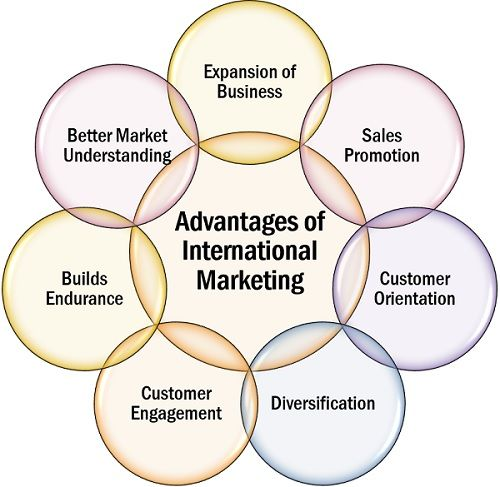 Expansion of
Business
Better Market
Understanding
Sales
Promotion
Advantages of
International
Marketing
Builds
Endurance
Customer
Orientation
Customer
Engagement
Diversification